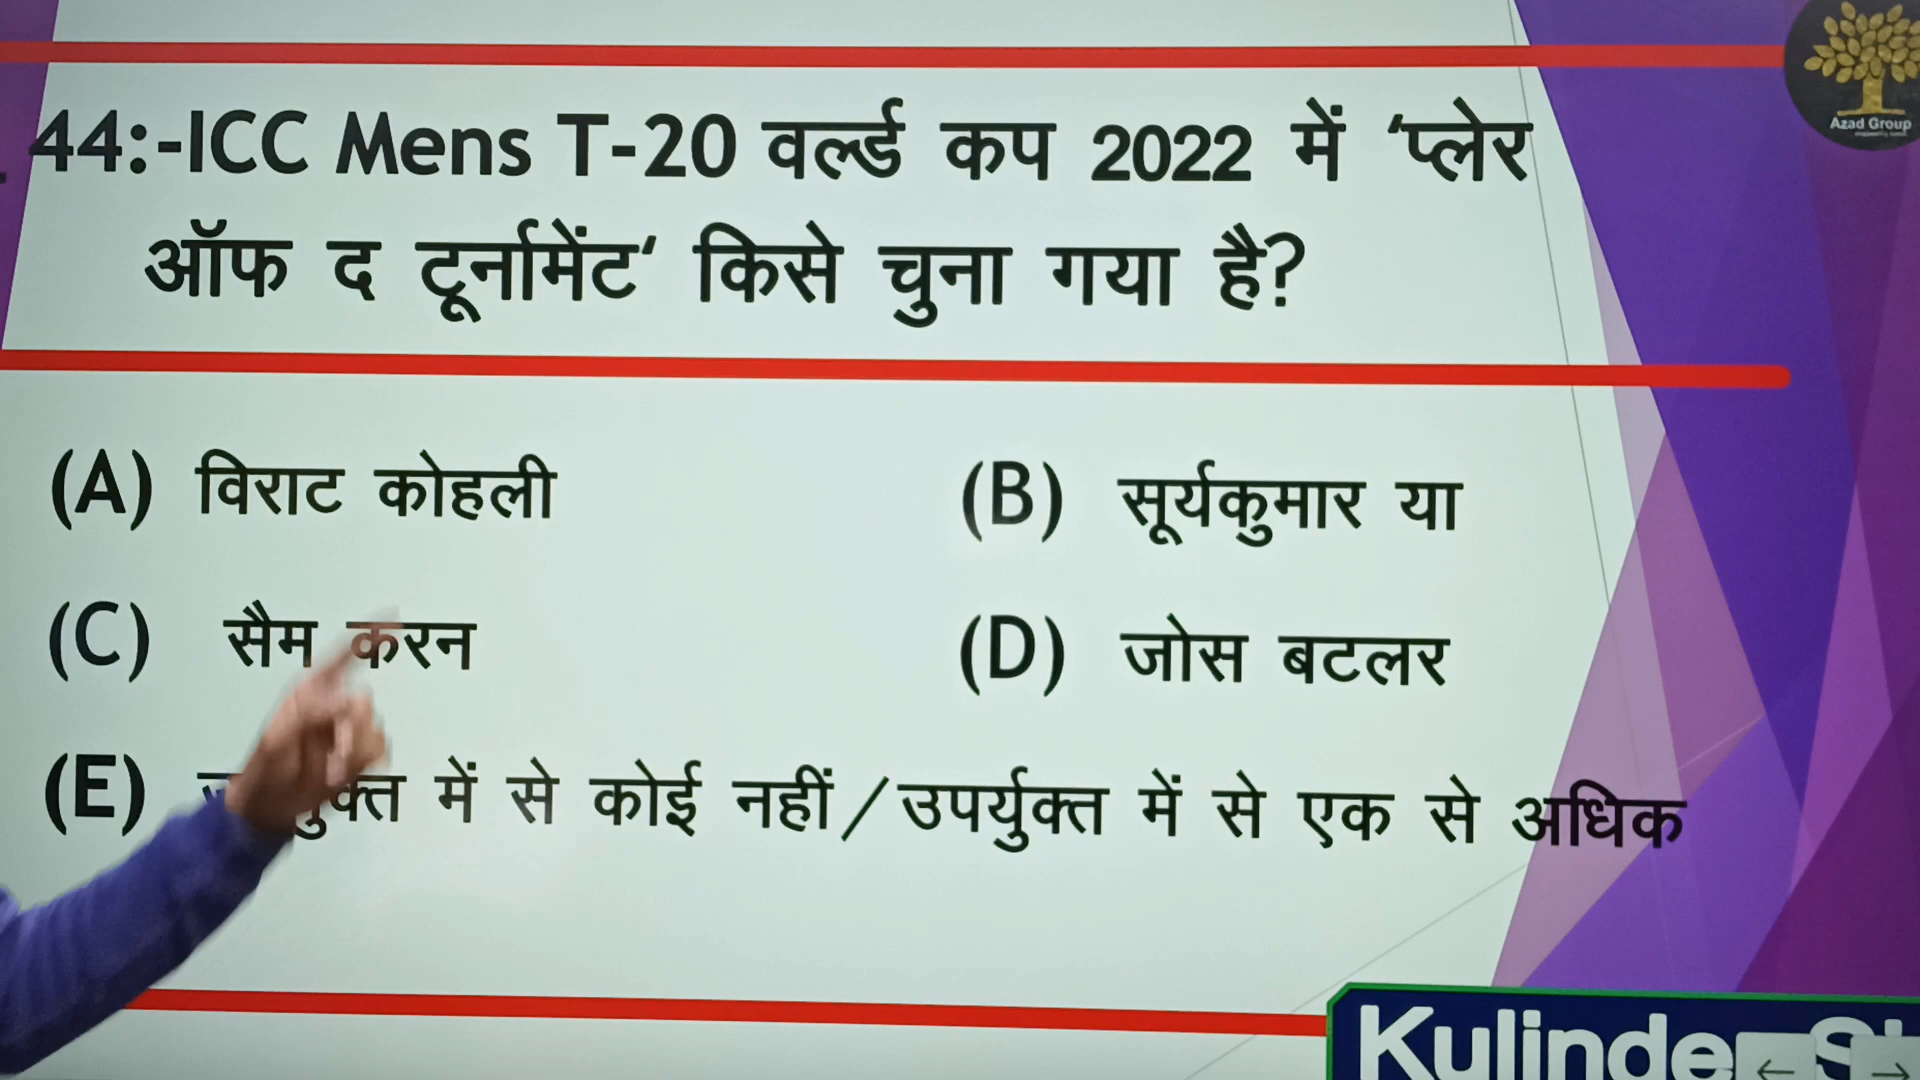 Azad Group
44:-ICC Mens T-20 वर्ल्ड कप 2022 में ‘प्लेर
ऑफ द टूर्नामेंट‘ किसे चुना गया है?
(A) विराट कोहली
(B) सूर्यकुमार या
(C) सैम करन
(D) जोस बटलर
(E) में से कोई नहीं/उपर्युक्त में से एक से अधिक